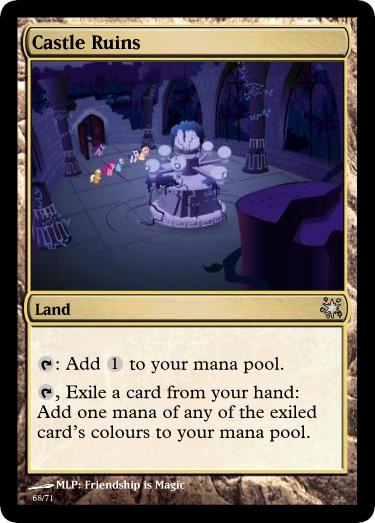 Castle Ruins
Land
: Add 1 to your mana pool.
, Exile a card from your hand:
Add one mana of any of the exiled
card's colours to your mana pool.
MLP: Friendship is Magic
68/71